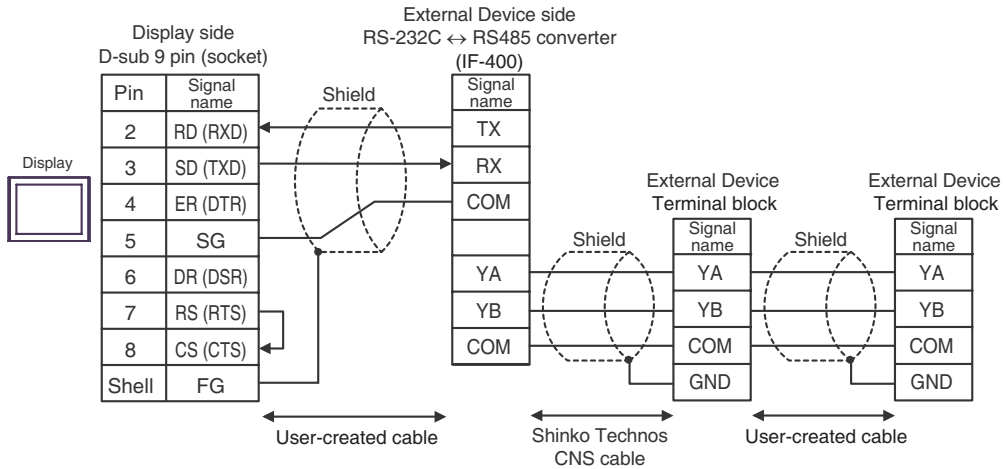 External Device side
RS-232C ↔ RS485 converter
(IF-400)
Display side
D-sub 9 pin (socket)
Pin
Signal
name
2
RD (RXD)
3
SD (TXD)
4
ER (DTR)
5
SG
6
DR (DSR)
7
RS (RTS)
8
CS (CTS)
Shell
FG
Display
Shield
Signal
name
TX
RX
COM
YA
YB
COM
Shield
External Device
Terminal block
Signal
name
YA
YB
COM
GND
Shield
External Device
Terminal block
Signal
name
YA
YB
COM
GND
User-created cable
Shinko Technos
CNS cable
User-created cable